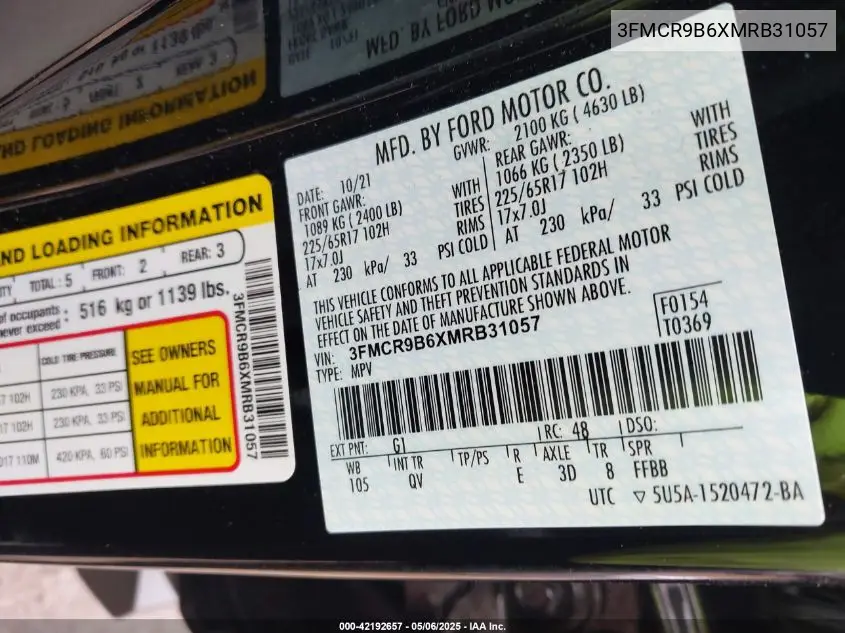 3FMCR9B6XMRB31057
MFD. BY FORD MOTOR CO.
DATE: 10/21
GVWR: 2100 KG ( 4630 LB)
FRONT GAWR: WITH
1089 KG ( 2400 LB) TIRES
225/65R17 102H RIMS
17x7.0J
AT 230 kPa/ 33 PSI COLD
REAR GAWR: WITH
1066 KG ( 2350 LB) TIRES
225/65R17 102H RIMS
17x7.0J
AT 230 kPa/ 33 PSI COLD
THIS VEHICLE CONFORMS TO ALL APPLICABLE FEDERAL MOTOR
VEHICLE SAFETY AND THEFT PREVENTION STANDARDS IN
EFFECT ON THE DATE OF MANUFACTURE SHOWN ABOVE.
VIN: 3FMCR9B6XMRB31057
TYPE: MPV
F0154
T0369
EXT PNT: G1 RC: 48 DSO:
WB INT TR TP/PS R AXLE TR SPR
105 QV E 3D 8 FFBB
UTC ▽ 5U5A-1520472-BA
ND LOADING INFORMATION
TOTAL: 5 FRONT: 2 REAR: 3
of occupants
never exceed : 516 kg or 1139 lbs.
COLD TIRE PRESSURE
102H 230 KPA, 33 PSI
102H 230 KPA, 33 PSI
110M 420 KPA, 60 PSI
SEE OWNERS
MANUAL FOR
ADDITIONAL
INFORMATION
3FMCR9B6XMRB31057
000-42192657 - 05/06/2025 - IAA Inc.